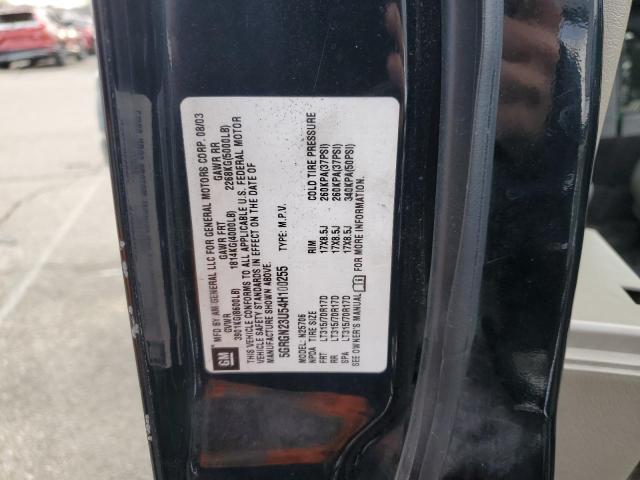 GM
MFD BY AM GENERAL LLC FOR GENERAL MOTORS CORP. 08/03
GVWR GAWR FRT GAWR RR
3901KG(8600LB) 1814KG(4000LB) 2268KG(5000LB)
THIS VEHICLE CONFORMS TO ALL APPLICABLE U.S. FEDERAL MOTOR
VEHICLE SAFETY STANDARDS IN EFFECT ON THE DATE OF
MANUFACTURE SHOWN ABOVE.
5GRGN23U54H100255 TYPE: M.P.V.
MODEL: N25706
NPDA TIRE SIZE RIM COLD TIRE PRESSURE
FRT LT315/70R17D 17X8.5J 260KPA(37PSI)
RR LT315/70R17D 17X8.5J 260KPA(37PSI)
SPA LT315/70R17D 17X8.5J 340KPA(50PSI)
SEE OWNER'S MANUAL FOR MORE INFORMATION.